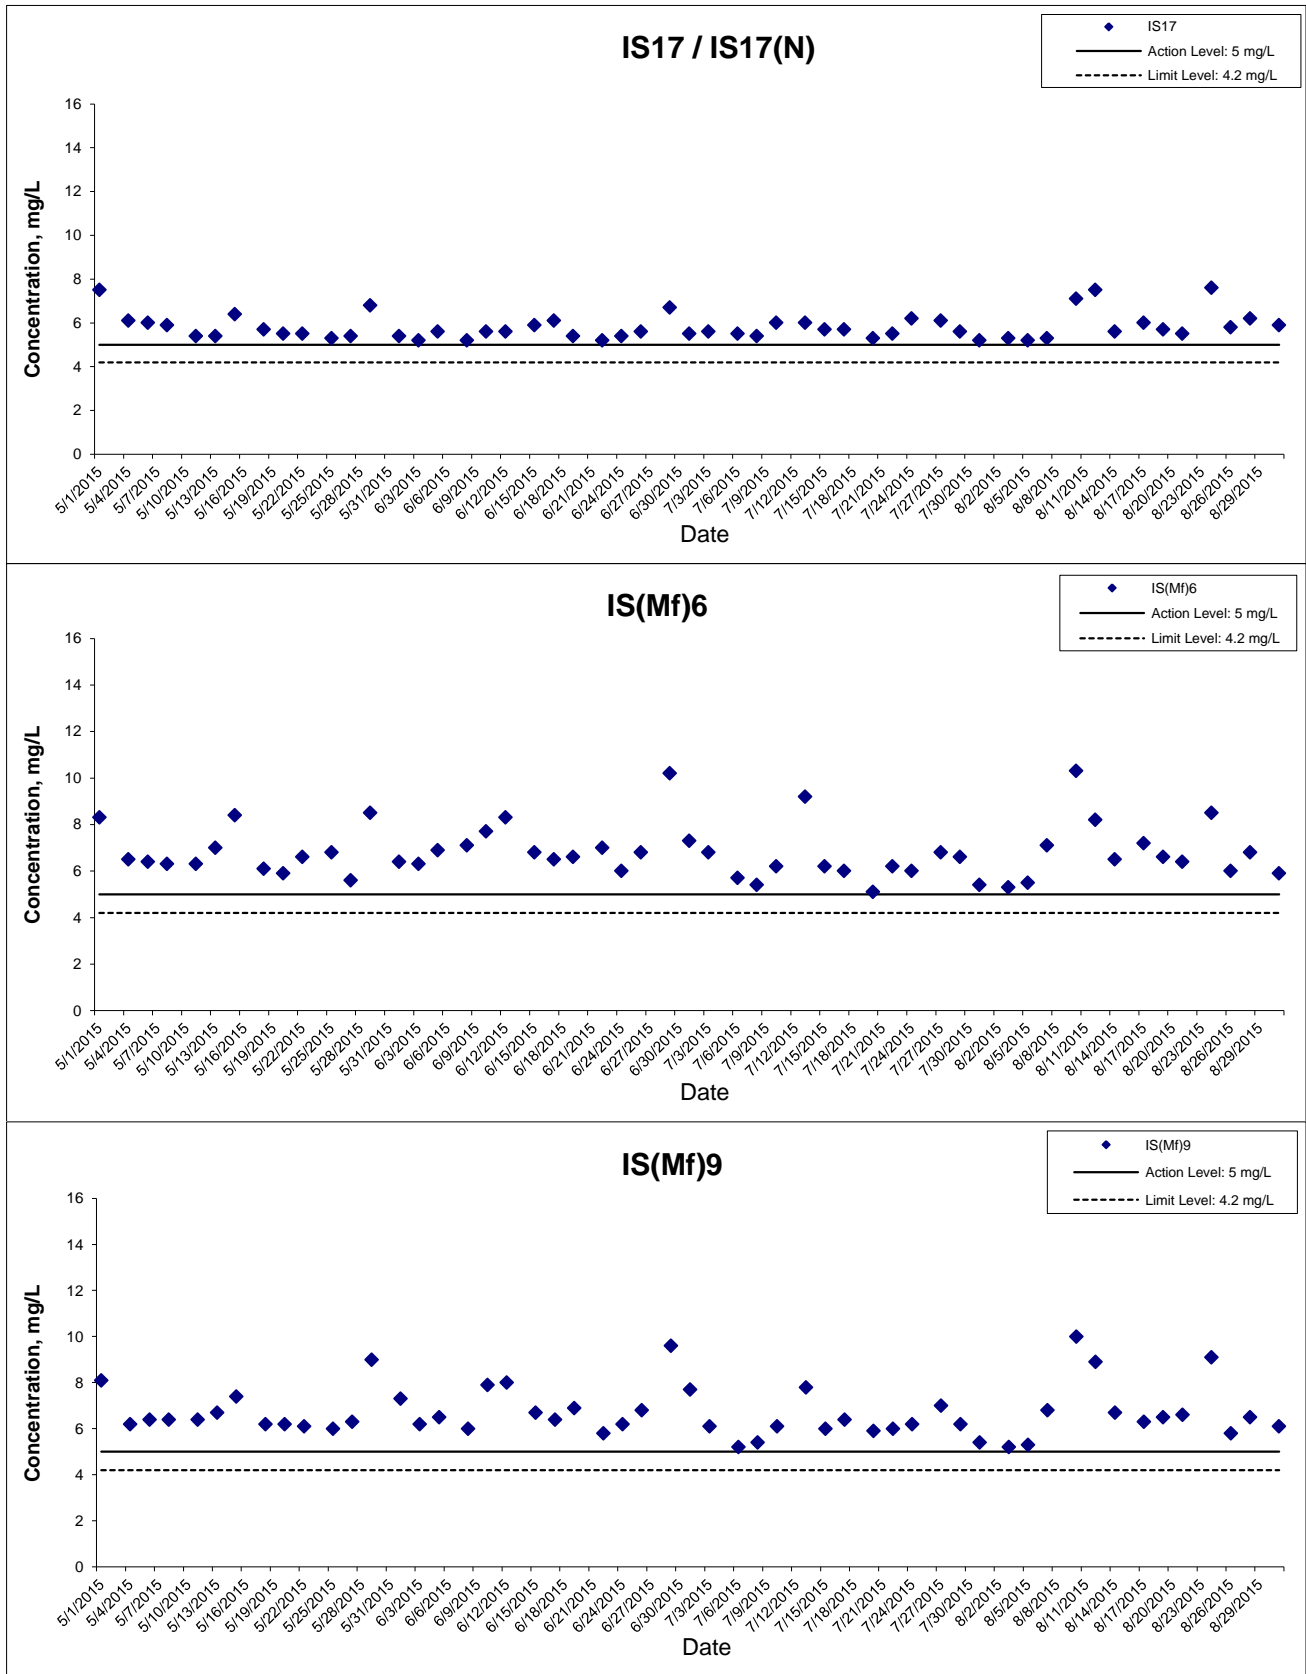 IS17 / IS17(N)
IS17
Action Level: 5 mg/L
Limit Level: 4.2 mg/L
Concentration, mg/L
16
14
12
10
8
6
4
2
0
5/1/2015 5/4/2015 5/7/2015 5/10/2015 5/13/2015 5/16/2015 5/19/2015 5/22/2015 5/25/2015 5/28/2015 5/31/2015 6/3/2015 6/6/2015 6/9/2015 6/12/2015 6/15/2015 6/18/2015 6/21/2015 6/24/2015 6/27/2015 6/30/2015 7/3/2015 7/6/2015 7/9/2015 7/12/2015 7/15/2015 7/18/2015 7/21/2015 7/24/2015 7/27/2015 7/30/2015 8/2/2015 8/5/2015 8/8/2015 8/11/2015 8/14/2015 8/17/2015 8/20/2015 8/23/2015 8/26/2015 8/29/2015
Date
IS(Mf)6
IS(Mf)6
Action Level: 5 mg/L
Limit Level: 4.2 mg/L
Concentration, mg/L
16
14
12
10
8
6
4
2
0
5/1/2015 5/4/2015 5/7/2015 5/10/2015 5/13/2015 5/16/2015 5/19/2015 5/22/2015 5/25/2015 5/28/2015 5/31/2015 6/3/2015 6/6/2015 6/9/2015 6/12/2015 6/15/2015 6/18/2015 6/21/2015 6/24/2015 6/27/2015 6/30/2015 7/3/2015 7/6/2015 7/9/2015 7/12/2015 7/15/2015 7/18/2015 7/21/2015 7/24/2015 7/27/2015 7/30/2015 8/2/2015 8/5/2015 8/8/2015 8/11/2015 8/14/2015 8/17/2015 8/20/2015 8/23/2015 8/26/2015 8/29/2015
Date
IS(Mf)9
IS(Mf)9
Action Level: 5 mg/L
Limit Level: 4.2 mg/L
Concentration, mg/L
16
14
12
10
8
6
4
2
0
5/1/2015 5/4/2015 5/7/2015 5/10/2015 5/13/2015 5/16/2015 5/19/2015 5/22/2015 5/25/2015 5/28/2015 5/31/2015 6/3/2015 6/6/2015 6/9/2015 6/12/2015 6/15/2015 6/18/2015 6/21/2015 6/24/2015 6/27/2015 6/30/2015 7/3/2015 7/6/2015 7/9/2015 7/12/2015 7/15/2015 7/18/2015 7/21/2015 7/24/2015 7/27/2015 7/30/2015 8/2/2015 8/5/2015 8/8/2015 8/11/2015 8/14/2015 8/17/2015 8/20/2015 8/23/2015 8/26/2015 8/29/2015
Date